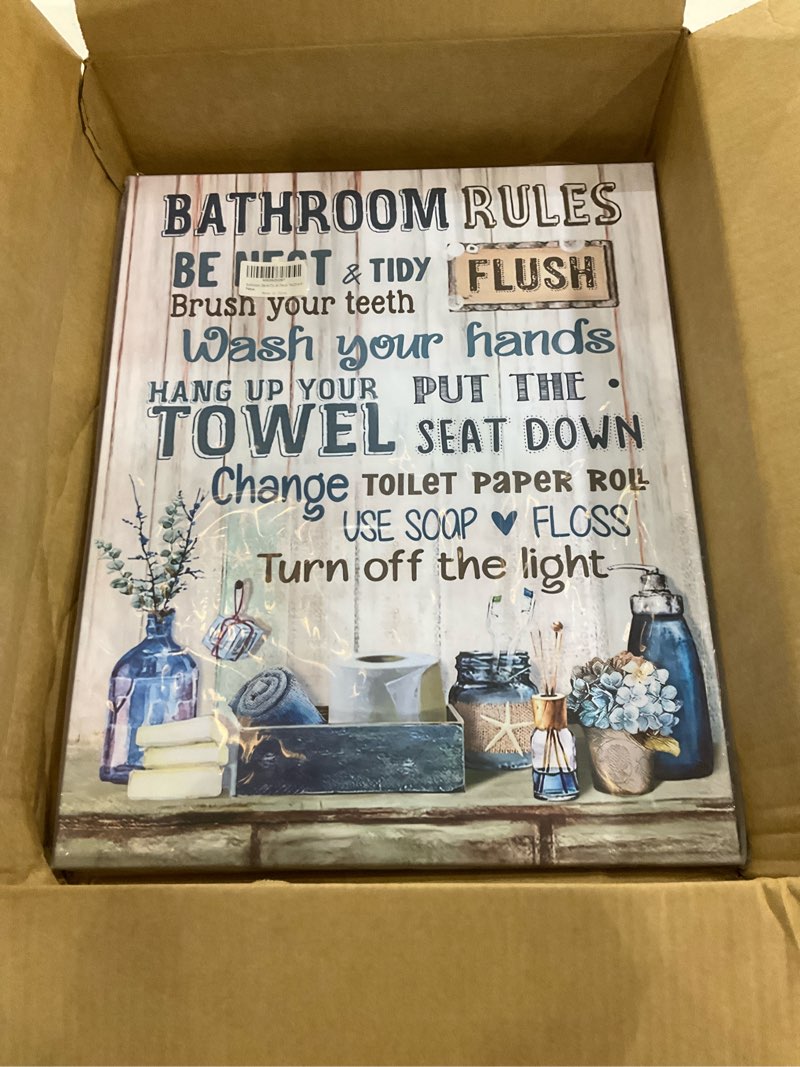 BATHROOM RULES
BE NEAT & TIDY FLUSH
Brush your teeth
Wash your hands
HANG UP YOUR PUT THE
TOWEL SEAT DOWN
Change TOILET PAPER ROLL
USE SOAP FLOSS
Turn off the light